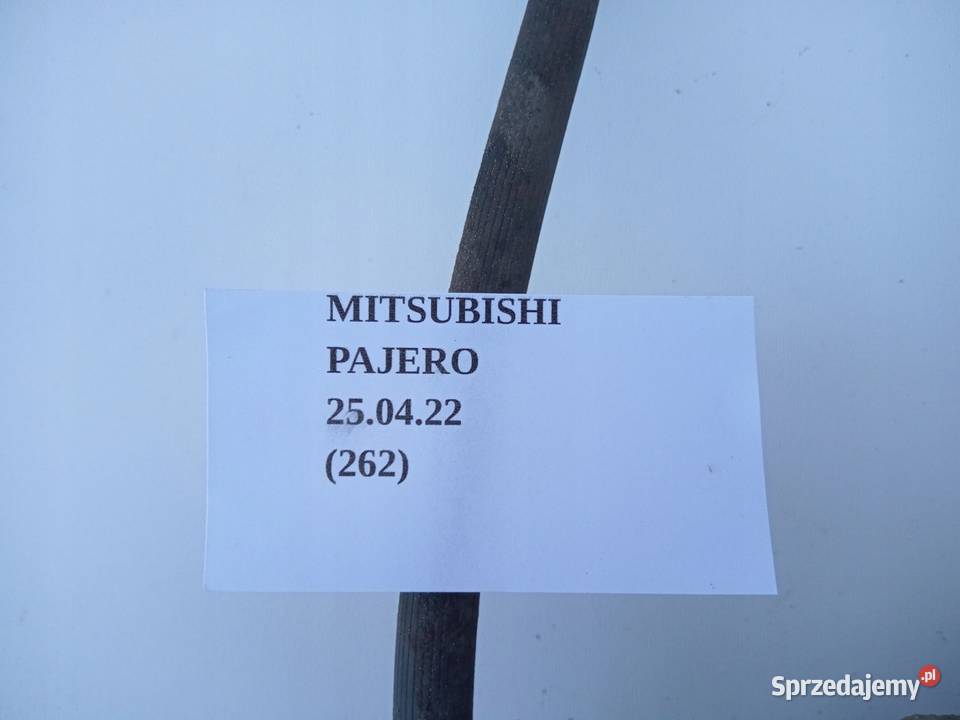 MITSUBISHI
PAJERO
25.04.22
(262)
Sprzedajemy.pl